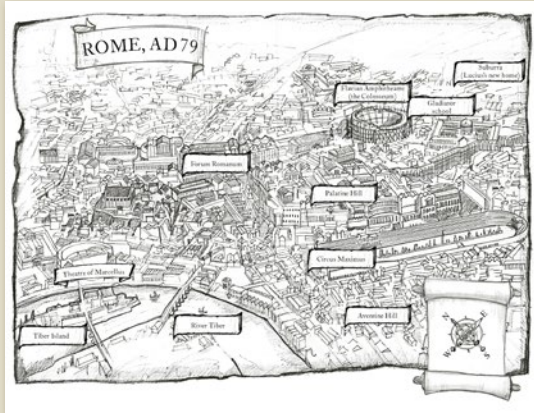 ROME, AD 79
Suburra
(Lucius's new home)
Flavian Amphitheatre
(the Colosseum)
Gladiator
school
Forum Romanum
Palatine Hill
Circus Maximus
Theatre of Marcellus
Aventine Hill
River Tiber
Tiber Island
N
E
W
S